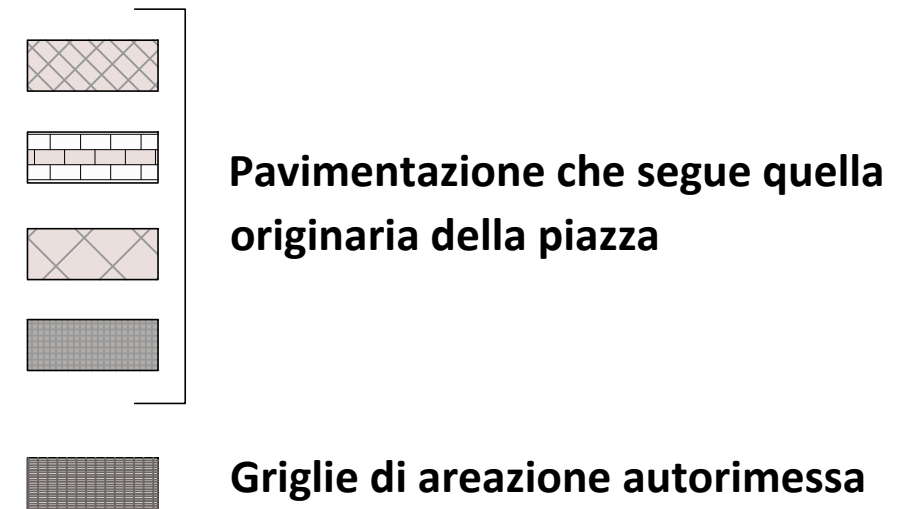 Pavimentazione che segue quella
originaria della piazza
Griglie di areazione autorimessa